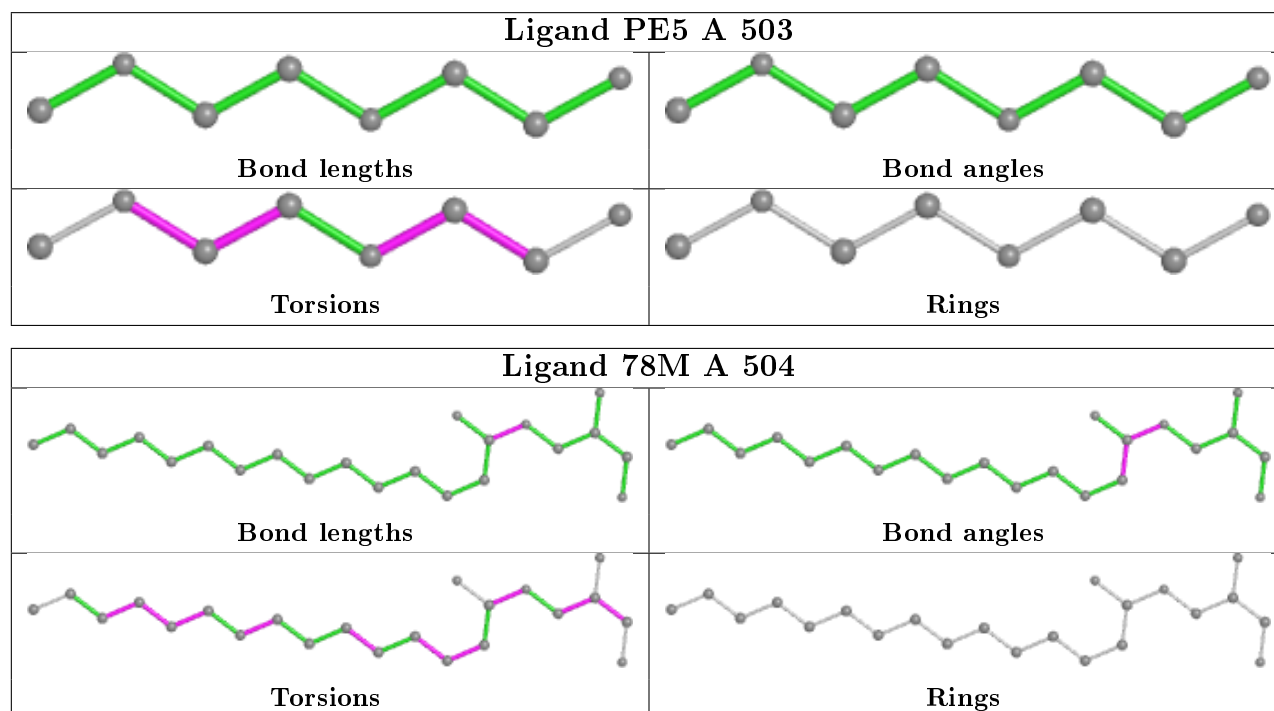 Ligand PE5 A 503
Bond lengths
Bond angles
Torsions
Rings
Ligand 78M A 504
Bond lengths
Bond angles
Torsions
Rings